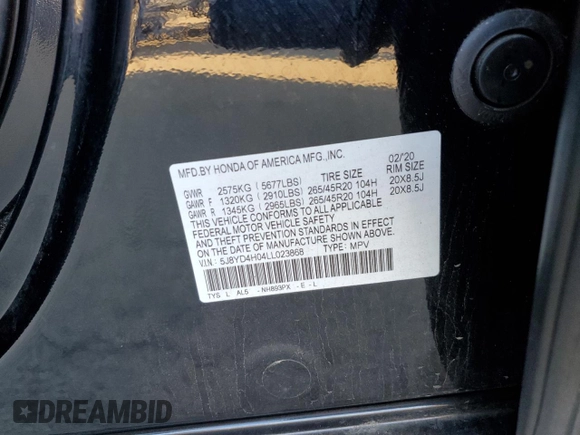 MFD.BY HONDA OF AMERICA MFG.,INC. 02/'20
GVWR 2575KG (5677LBS) TIRE SIZE RIM SIZE
GAWR F 1320KG (2910LBS) 265/45R20 104H 20X8.5J
GAWR R 1345KG (2965LBS) 265/45R20 104H 20X8.5J
THIS VEHICLE CONFORMS TO ALL APPLICABLE
FEDERAL MOTOR VEHICLE SAFETY
AND THEFT PREVENTION STANDARDS IN EFFECT
ON THE DATE OF MANUFACTURE SHOWN ABOVE.
V.I.N.: 5J8YD4H04LL023868 TYPE: MPV
TYS L AL5 -NH893PX -E -L
DREAMBID